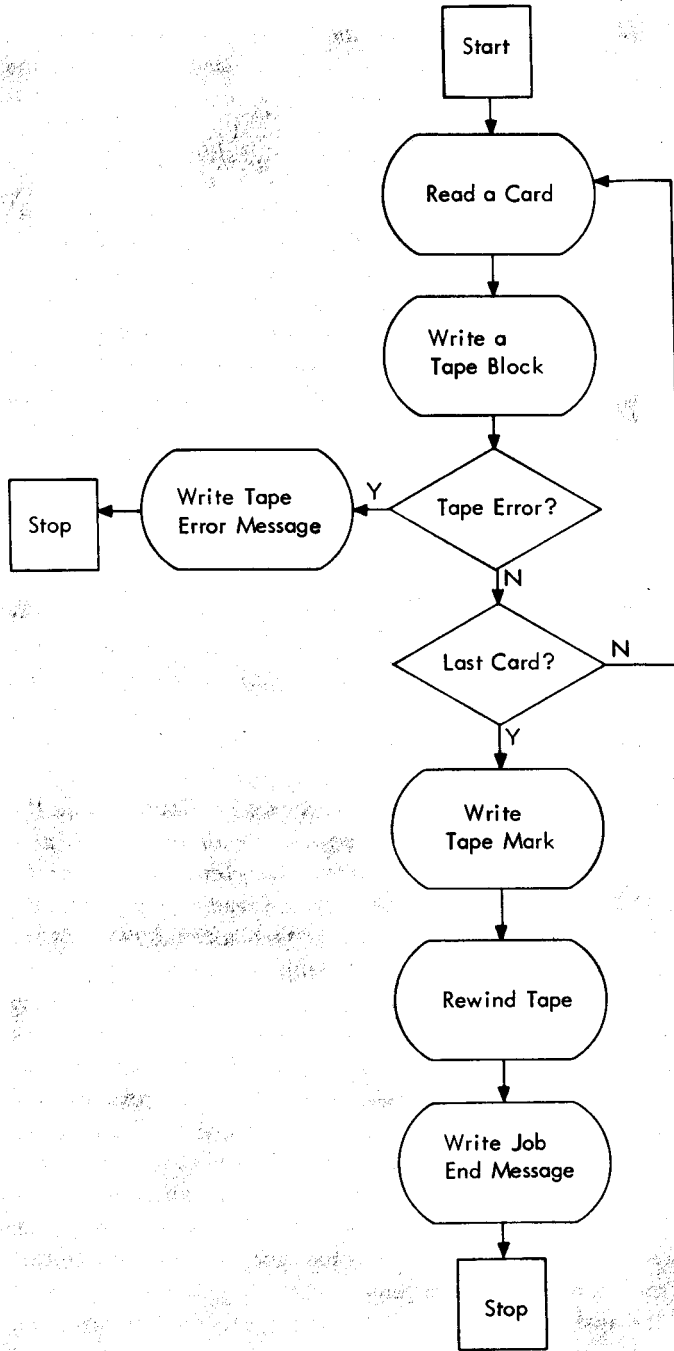 Start
Read a Card
Write a
Tape Block
Tape Error?
Y
Write Tape
Error Message
Stop
N
Last Card?
N
Y
Write
Tape Mark
Rewind Tape
Write Job
End Message
Stop